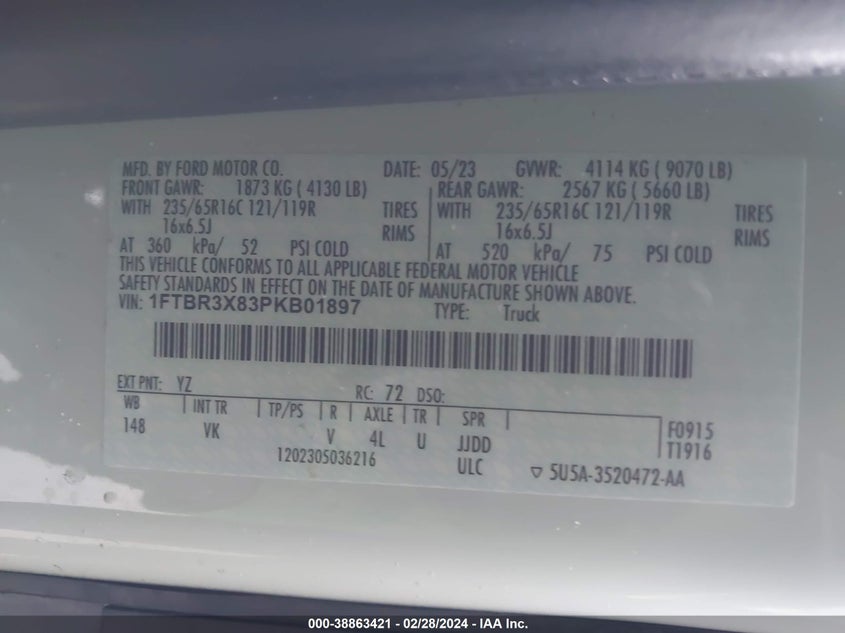 MFD. BY FORD MOTOR CO. DATE: 05/23 GVWR: 4114 KG ( 9070 LB)
FRONT GAWR: 1873 KG ( 4130 LB) REAR GAWR: 2567 KG ( 5660 LB)
WITH 235/65R16C 121/119R TIRES WITH 235/65R16C 121/119R TIRES
16x6.5J RIMS 16x6.5J RIMS
AT 360 kPa/ 52 PSI COLD AT 520 kPa/ 75 PSI COLD
THIS VEHICLE CONFORMS TO ALL APPLICABLE FEDERAL MOTOR VEHICLE
SAFETY STANDARDS IN EFFECT ON THE DATE OF MANUFACTURE SHOWN ABOVE.
VIN: 1FTBR3X83PKB01897 TYPE: Truck
EXT PNT: YZ RC: 72 DSO:
WB INT TR TP/PS R AXLE TR SPR
148 VK V 4L U JJDD
F0915
T1916
1202305036216 ULC 5U5A-3520472-AA
000-38863421 - 02/28/2024 - IAA Inc.